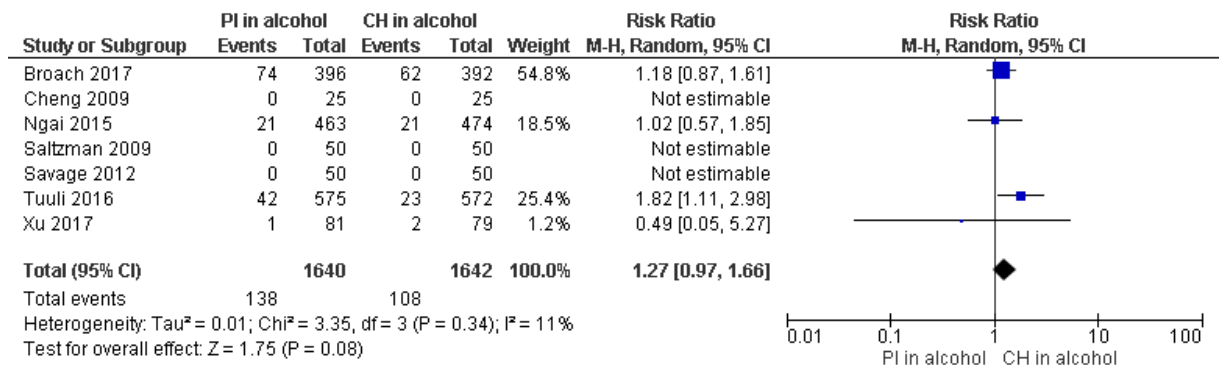 PI in alcohol CH in alcohol Risk Ratio Risk Ratio
Study or Subgroup Events Total Events Total Weight M-H, Random, 95% CI M-H, Random, 95% CI
Broach 2017 74 396 62 392 54.8% 1.18 [0.87, 1.61]
Cheng 2009 0 25 0 25 Not estimable
Ngai 2015 21 463 21 474 18.5% 1.02 [0.57, 1.85]
Saltzman 2009 0 50 0 50 Not estimable
Savage 2012 0 50 0 50 Not estimable
Tuuli 2016 42 575 23 572 25.4% 1.82 [1.11, 2.98]
Xu 2017 1 81 2 79 1.2% 0.49 [0.05, 5.27]
Total (95% CI) 1640 1642 100.0% 1.27 [0.97, 1.66]
Total events 138 108
Heterogeneity: Tau² = 0.01; Chi² = 3.35, df = 3 (P = 0.34); I² = 11%
Test for overall effect: Z = 1.75 (P = 0.08)
0.01 0.1 1 10 100
PI in alcohol CH in alcohol